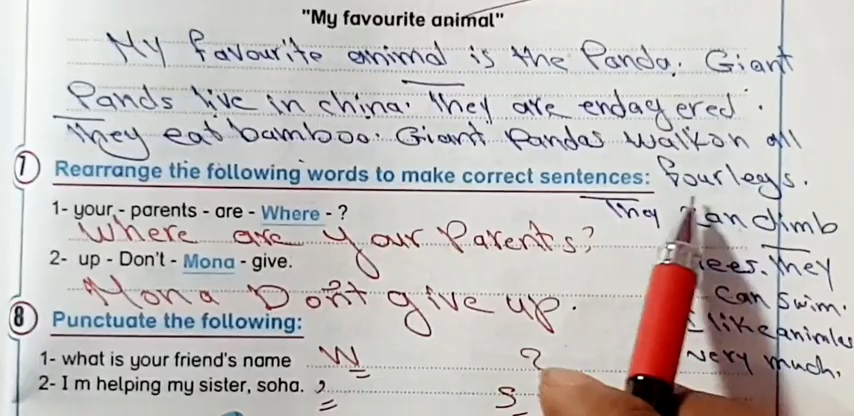 "My favourite animal"
My favourite animal is the Panda. Giant
Pands live in china. They are endagered.
They eat bamboo. Giant Pandas walk on all
four legs.
They can climb
They
can swim.
I like animles
very much.
7 Rearrange the following words to make correct sentences:
1- your - parents - are - Where - ?
Where are your Parents?
2- up - Don't - Mona - give.
Mona Don't give up.
8 Punctuate the following:
1- what is your friend's name W ?
2- I m helping my sister, soha. ' S